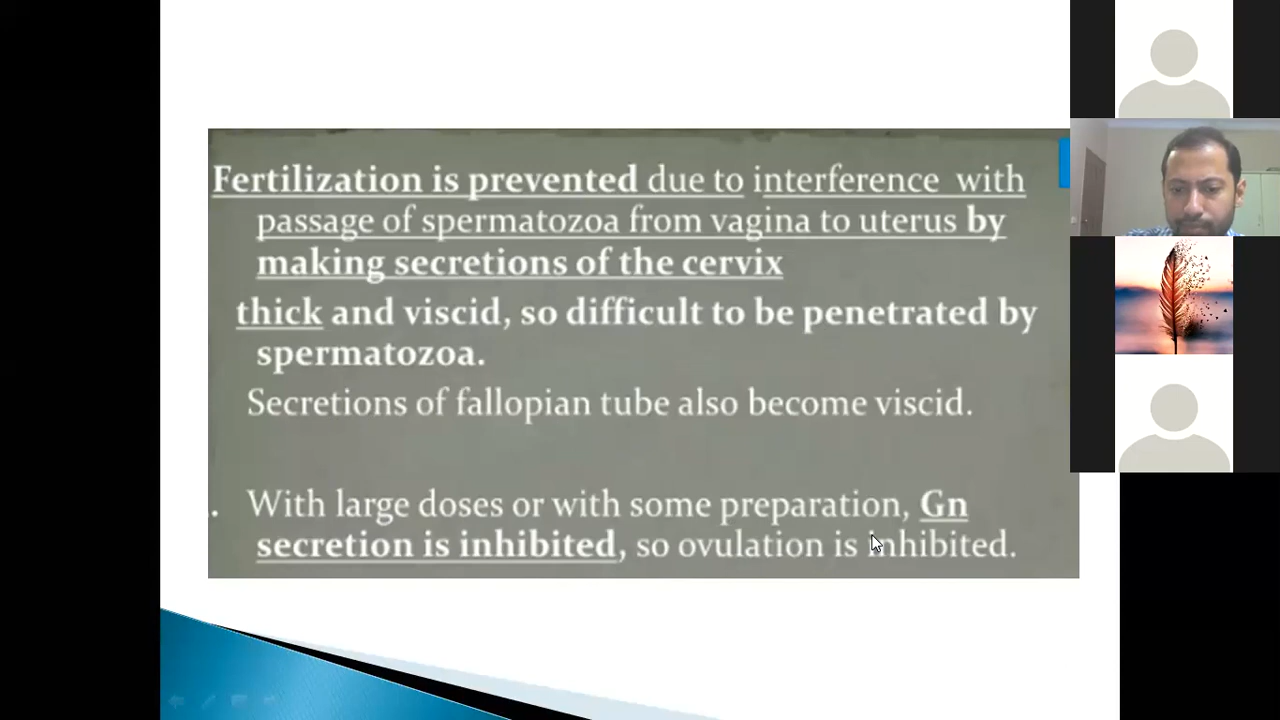 Fertilization is prevented due to interference with
passage of spermatozoa from vagina to uterus by
making secretions of the cervix
thick and viscid, so difficult to be penetrated by
spermatozoa.
Secretions of fallopian tube also become viscid.
. With large doses or with some preparation, Gn
secretion is inhibited, so ovulation is inhibited.